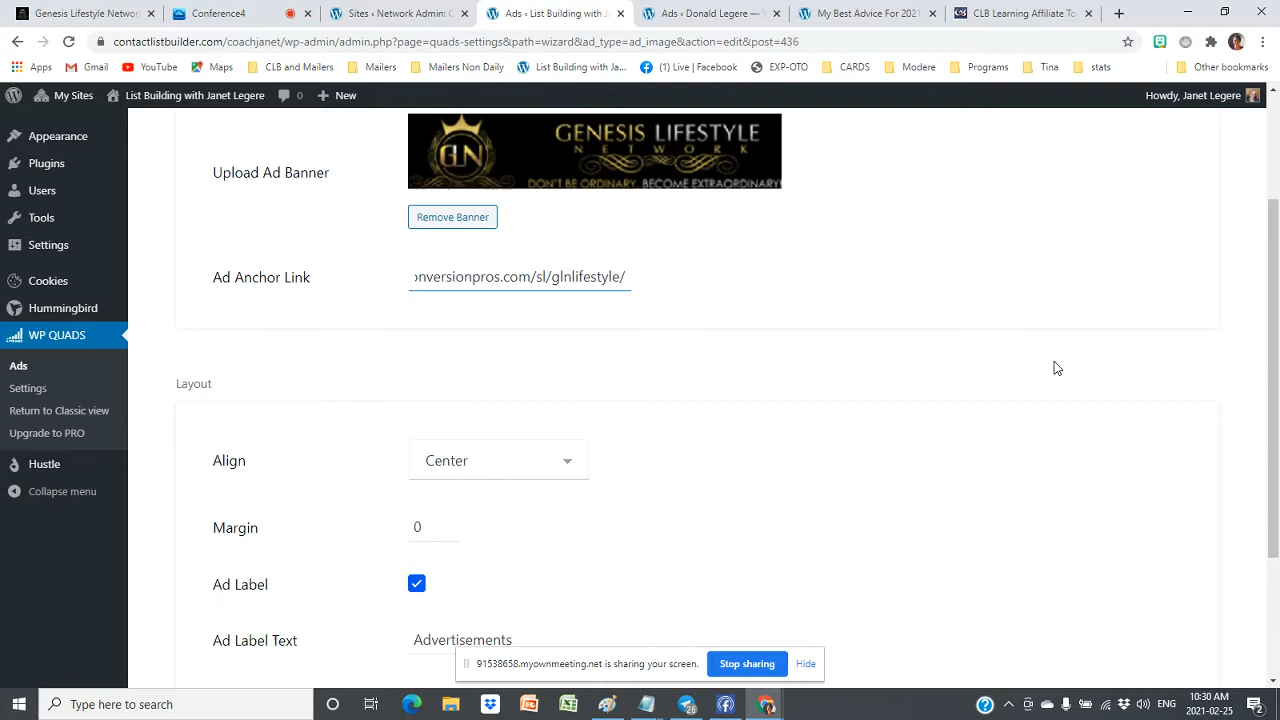 Genesis Lifestyle Network
Conference4
Sites ‹ Network Admin: C
Ads ‹ List Building with J
Ads ‹ Donna Legere — W
My Best Advice For 2021
CLB Learning Affiliate To
contactlistbuilder.com/coachjanet/wp-admin/admin.php?page=quads-settings&path=wizard&ad_type=ad_image&action=edit&post=436
Apps
Gmail
YouTube
Maps
CLB and Mailers
Mailers
Mailers Non Daily
List Building with Ja...
(1) Live | Facebook
EXP-OTO
CARDS
Modere
Programs
Tina
stats
Other bookmarks
My Sites
List Building with Janet Legere
0
New
Howdy, Janet Legere
Appearance
Plugins
Users
Tools
Settings
Cookies
Hummingbird
WP QUADS
Ads
Settings
Return to Classic view
Upgrade to PRO
Hustle
Collapse menu
Upload Ad Banner
GLN
GENESIS LIFESTYLE
NETWORK
DON'T BE ORDINARY. BECOME EXTRAORDINARY!
Remove Banner
Ad Anchor Link
onversionpros.com/sl/glnlifestyle/
Layout
Align
Center
Margin
0
Ad Label
Ad Label Text
Advertisements
91538658.myownmeeting.net is sharing your screen.
Stop sharing
Hide
Type here to search
26
ENG
10:30 AM
2021-02-25
2